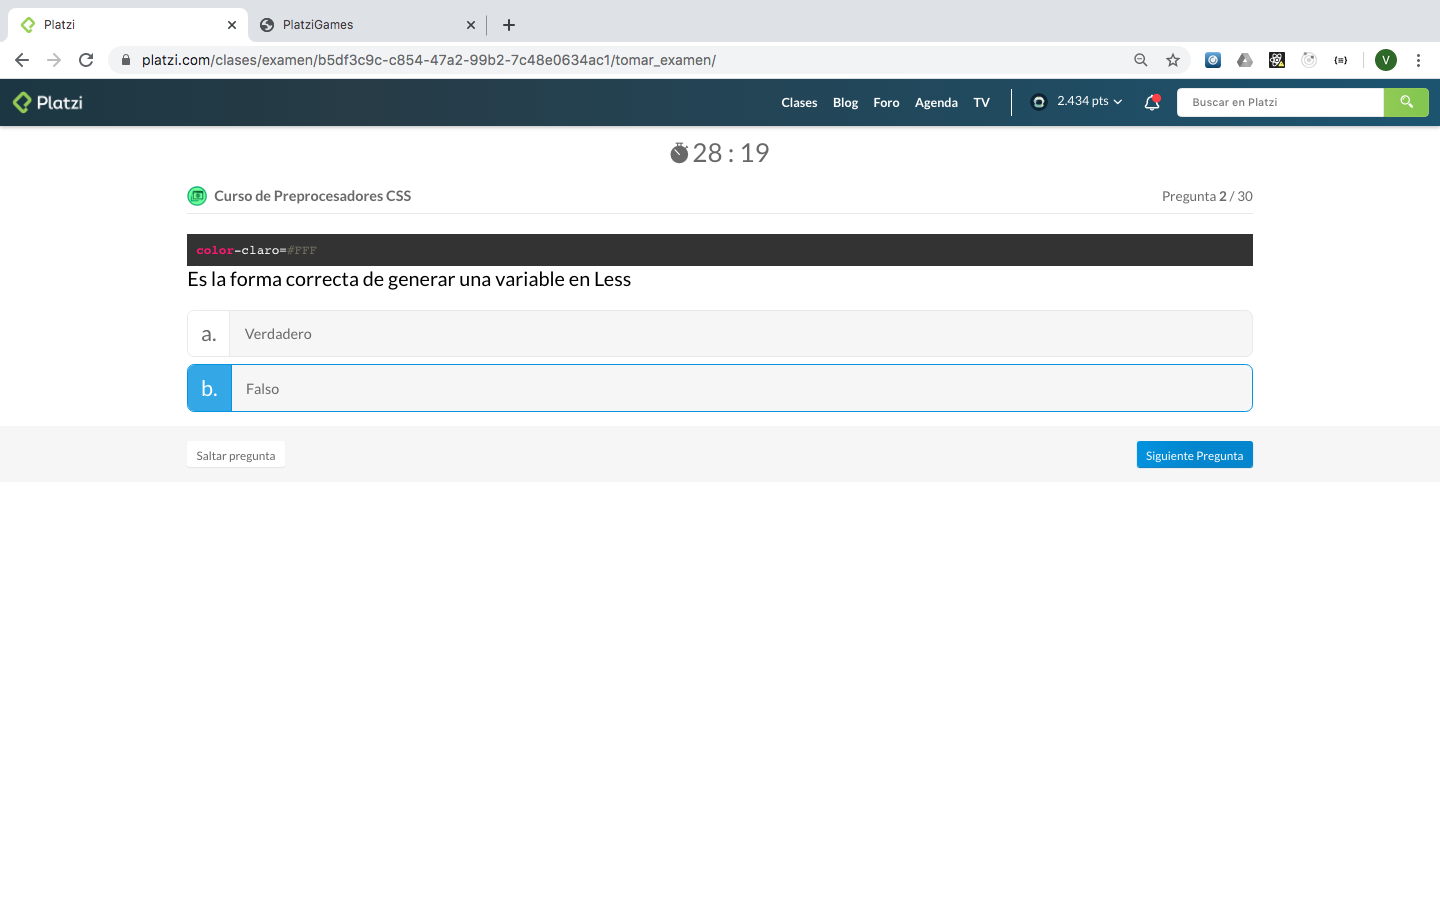 Platzi
PlatziGames
platzi.com/clases/examen/b5df3c9c-c854-47a2-99b2-7c48e0634ac1/tomar_examen/
V
Platzi
Clases Blog Foro Agenda TV 2.434 pts Buscar en Platzi
28 : 19
Curso de Preprocesadores CSS
Pregunta 2 / 30
color-claro=#FFF
Es la forma correcta de generar una variable en Less
a. Verdadero
b. Falso
Saltar pregunta
Siguiente Pregunta